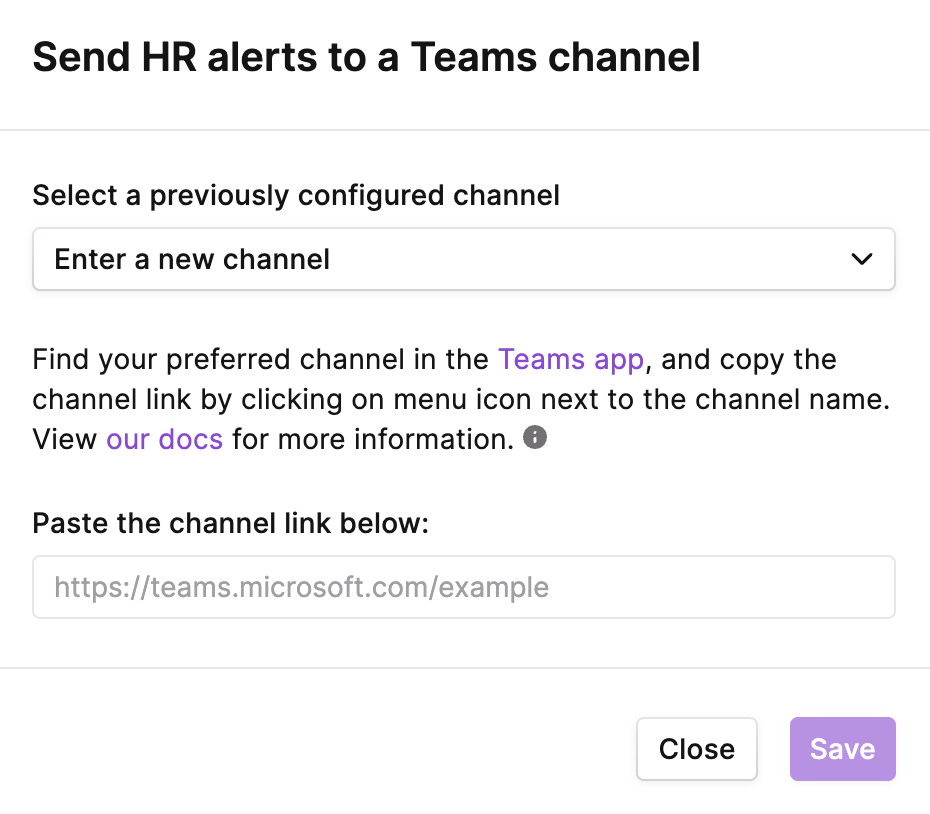 Send HR alerts to a Teams channel
Select a previously configured channel
Enter a new channel
Find your preferred channel in the Teams app, and copy the
channel link by clicking on menu icon next to the channel name.
View our docs for more information.
Paste the channel link below:
https://teams.microsoft.com/example
Close
Save